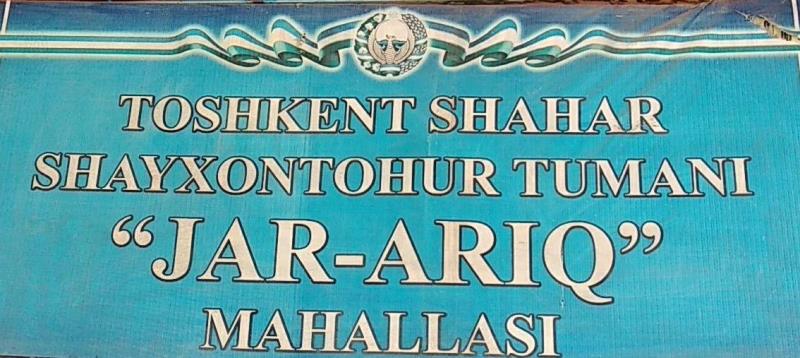 TOSHKENT SHAHAR
SHAYXONTOHUR TUMANI
“JAR-ARIQ”
MAHALLASI